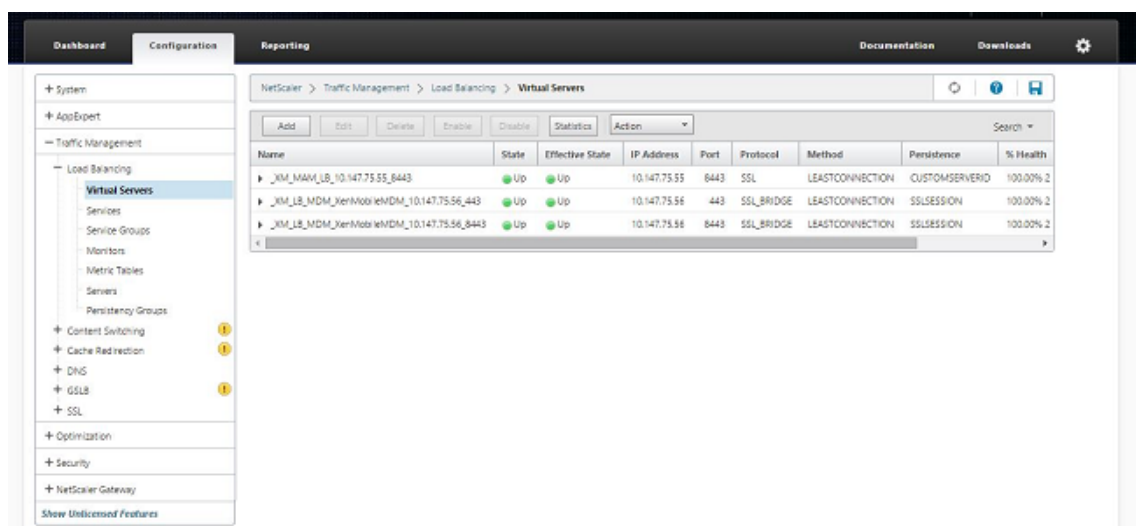 Dashboard Configuration Reporting Documentation Downloads
+ System
+ AppExpert
− Traffic Management
− Load Balancing
Virtual Servers
Services
Service Groups
Monitors
Metric Tables
Servers
Persistency Groups
+ Content Switching
+ Cache Redirection
+ DNS
+ GSLB
+ SSL
+ Optimization
+ Security
+ NetScaler Gateway
Show Unlicensed Features
NetScaler > Traffic Management > Load Balancing > Virtual Servers
Add Edit Delete Enable Disable Statistics Action Search
Name State Effective State IP Address Port Protocol Method Persistence % Health
_XM_MAM_LB_10.147.75.55_8443 Up Up 10.147.75.55 8443 SSL LEASTCONNECTION CUSTOMSERVERID 100.00% 2
_XM_LB_MDM_XenMobileMDM_10.147.75.56_443 Up Up 10.147.75.56 443 SSL_BRIDGE LEASTCONNECTION SSLSESSION 100.00% 2
_XM_LB_MDM_XenMobileMDM_10.147.75.56_8443 Up Up 10.147.75.56 8443 SSL_BRIDGE LEASTCONNECTION SSLSESSION 100.00% 2